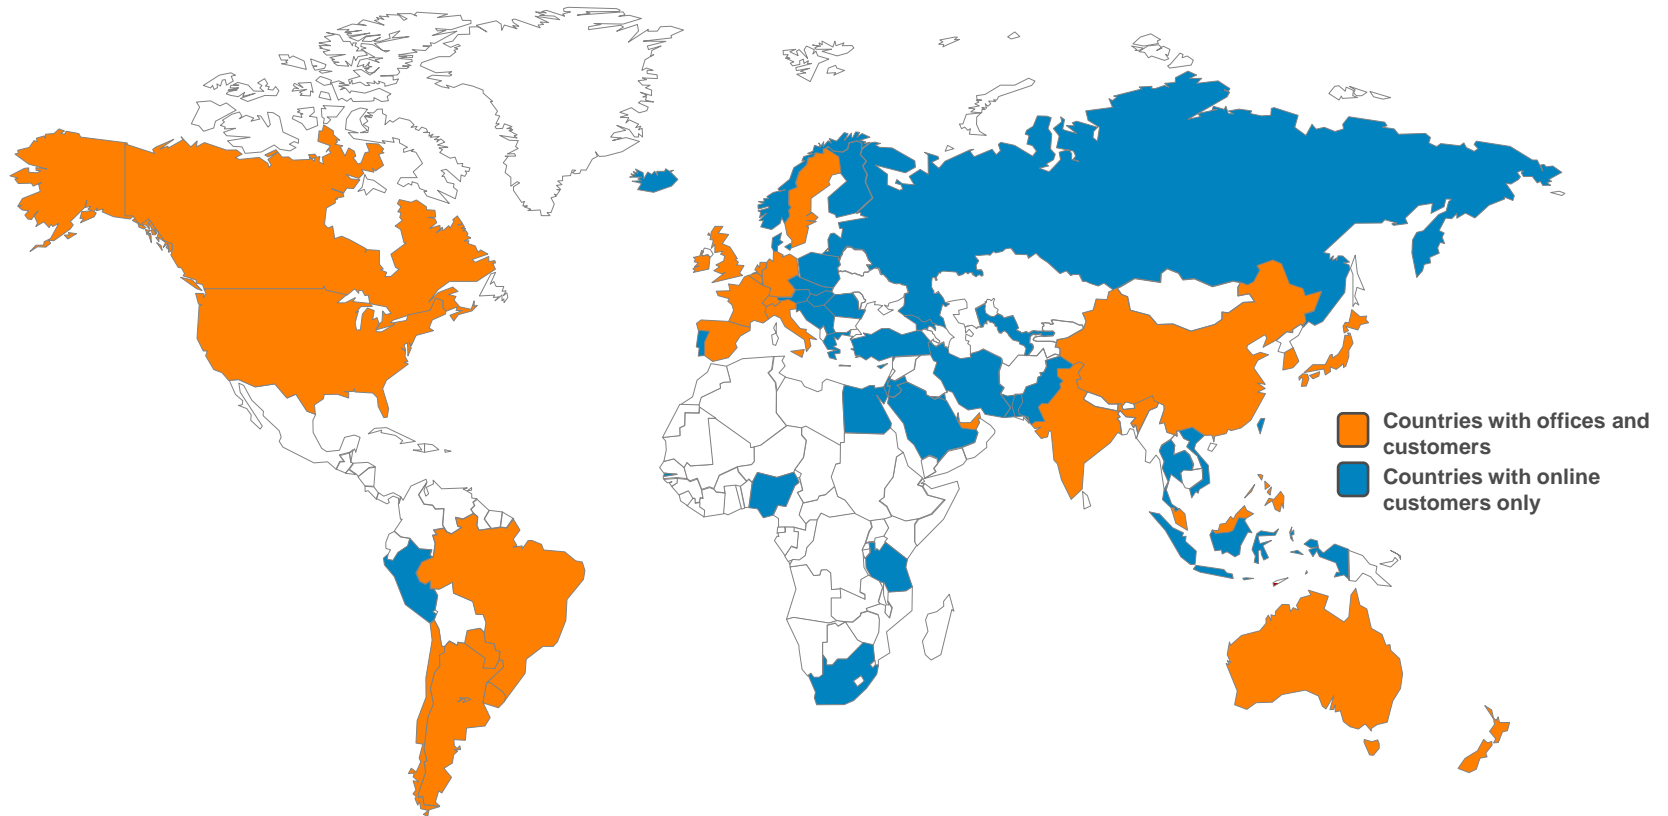 Countries with offices and
customers
Countries with online
customers only